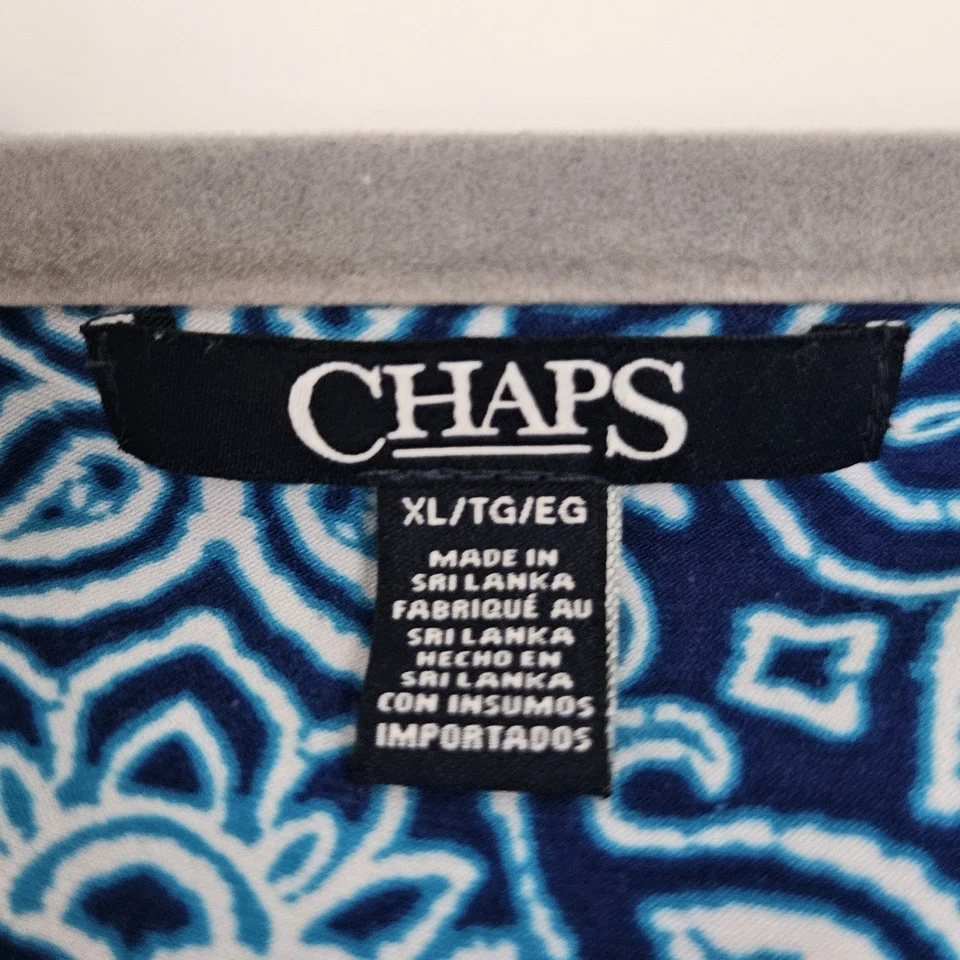 CHAPS
XL/TG/EG
MADE IN
SRI LANKA
FABRIQUÉ AU
SRI LANKA
HECHO EN
SRI LANKA
CON INSUMOS
IMPORTADOS